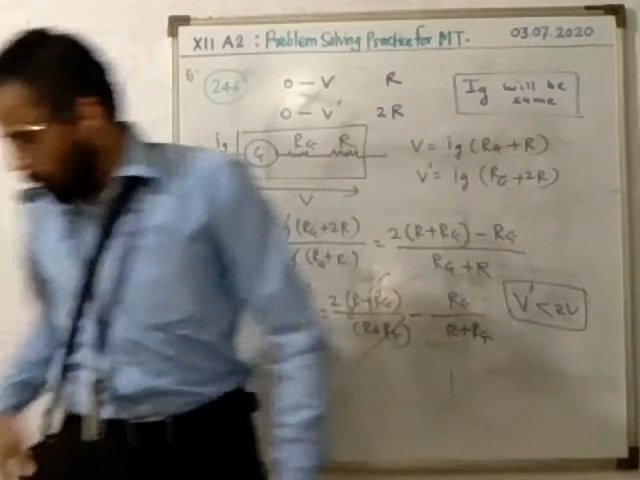 XII A2 : Problem Solving Practice for MT. 03.07.2020
6.
246 0 — V R
0 — V' 2R
Ig will be same
ig G RG R
V
V = ig (RG + R)
V' = ig (RG + 2R)
(RG + 2R) / (RG + R) = 2(R + RG) - RG / RG + R
= 2(R + RG) / (R + RG) - RG / R + RG
V' < 2V